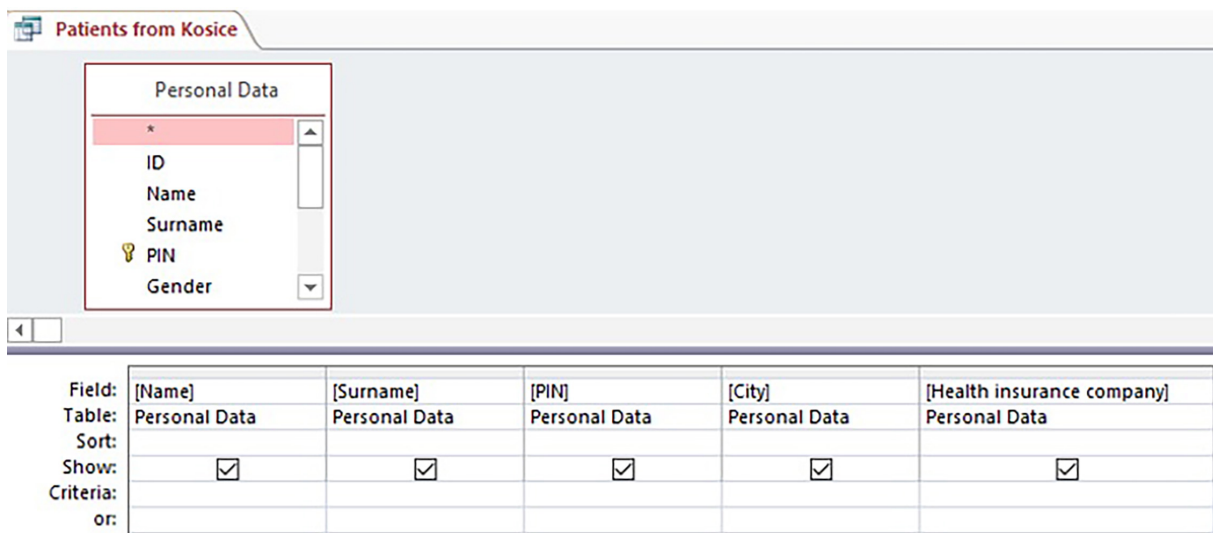 Patients from Kosice
Personal Data
*
ID
Name
Surname
PIN
Gender
Field: [Name] [Surname] [PIN] [City] [Health insurance company]
Table: Personal Data Personal Data Personal Data Personal Data Personal Data
Sort:
Show:
Criteria:
or: